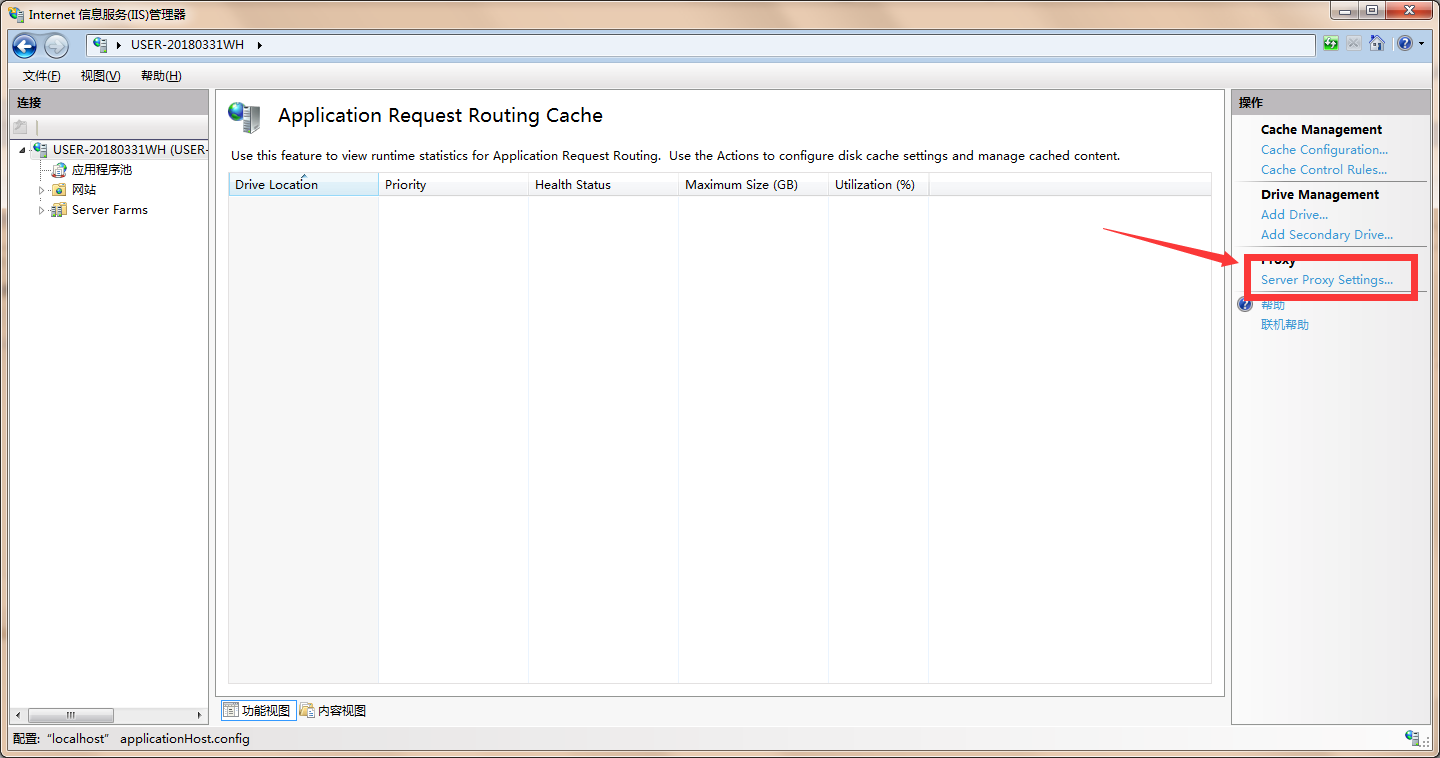 Internet 信息服务(IIS)管理器
USER-20180331WH
文件(F) 视图(V) 帮助(H)
连接
USER-20180331WH (USER-
应用程序池
网站
Server Farms
Application Request Routing Cache
Use this feature to view runtime statistics for Application Request Routing.  Use the Actions to configure disk cache settings and manage cached content.
Drive Location Priority Health Status Maximum Size (GB) Utilization (%)
功能视图 内容视图
操作
Cache Management
Cache Configuration...
Cache Control Rules...
Drive Management
Add Drive...
Add Secondary Drive...
Proxy
Server Proxy Settings...
帮助
联机帮助
配置: “localhost” applicationHost.config